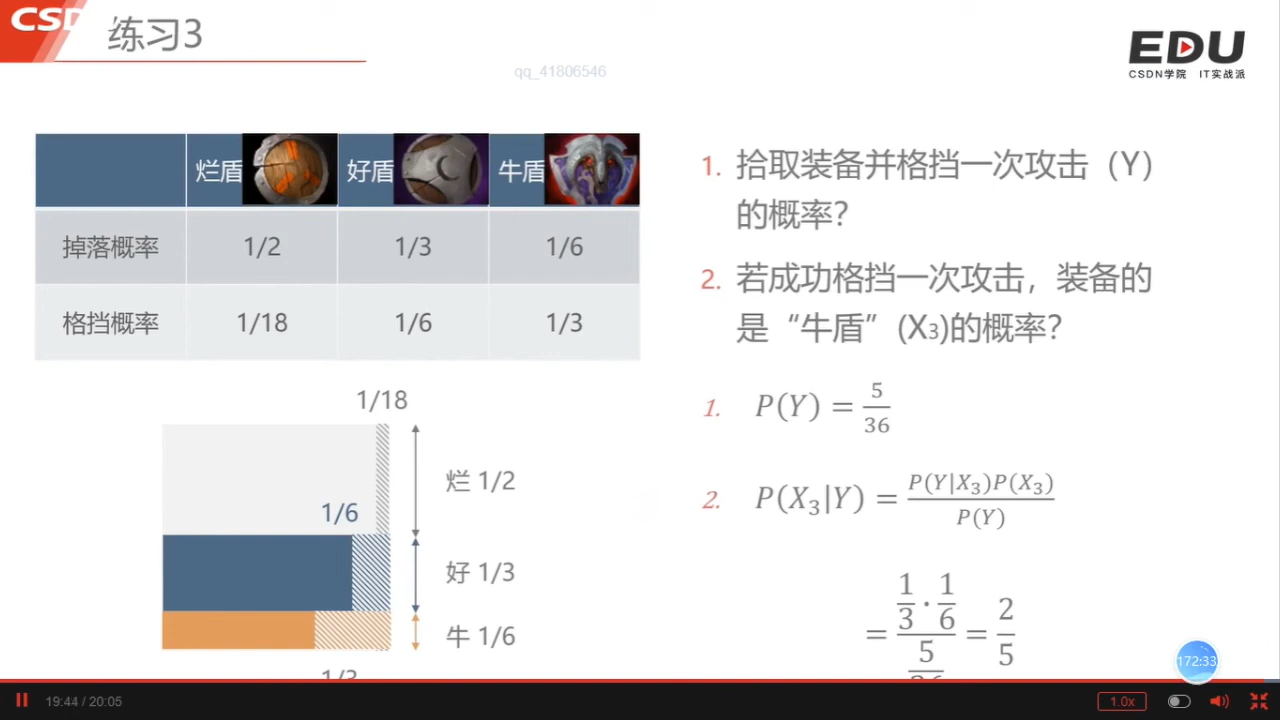 CSD
练习3
EDU
CSDN学院 IT实战派
qq_41806546
烂盾 好盾 牛盾
掉落概率 1/2 1/3 1/6
格挡概率 1/18 1/6 1/3
1. 拾取装备并格挡一次攻击（Y）
的概率？
2. 若成功格挡一次攻击，装备的
是“牛盾”(X₃)的概率？
1/18
1/6
烂 1/2
好 1/3
牛 1/6
1/3
1. P(Y) = 5/36
2. P(X₃|Y) = P(Y|X₃)P(X₃) / P(Y)
= (1/3 · 1/6) / (5/36) = 2/5
172:33
19:44 / 20:05
1.0x